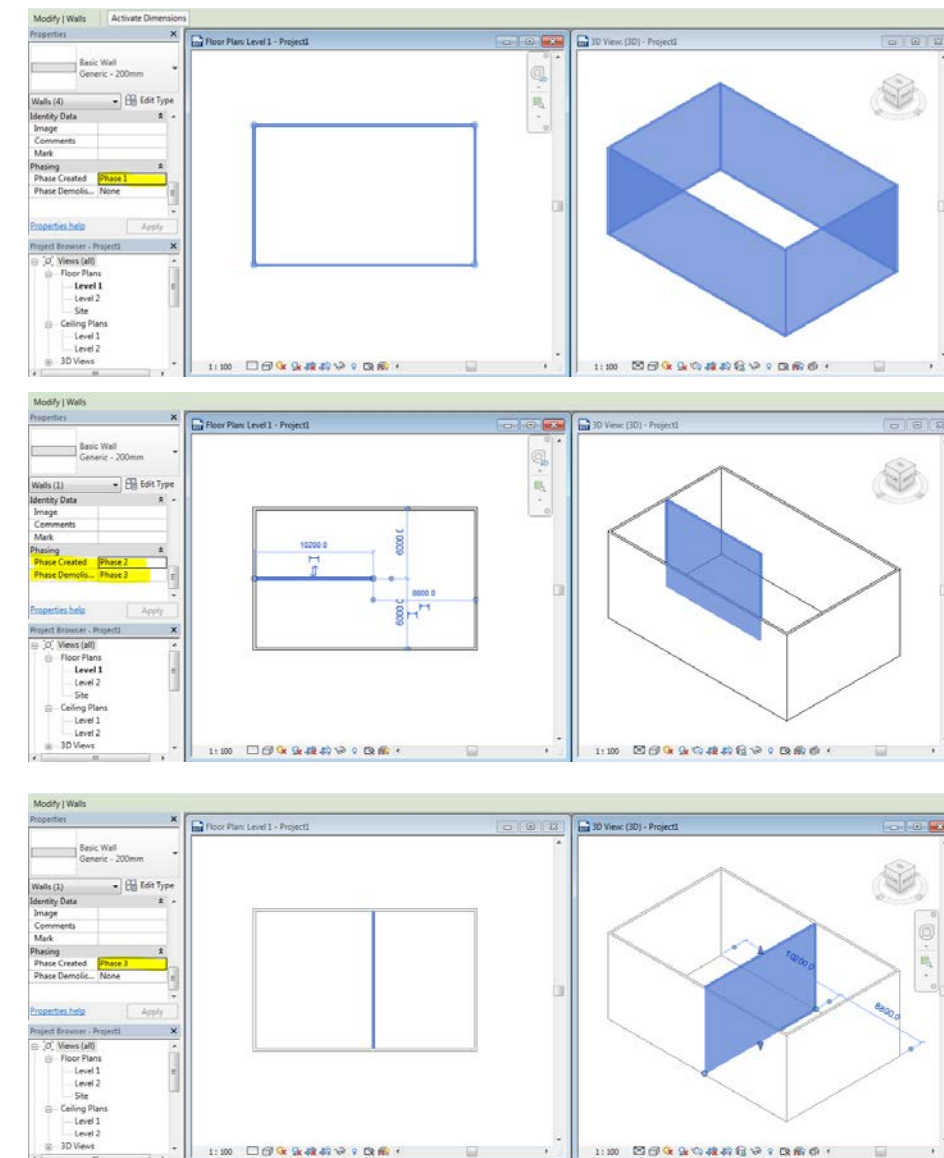 Modify | Walls Activate Dimensions
Properties
Basic Wall
Generic - 200mm
Walls (4) Edit Type
Identity Data
Image
Comments
Mark
Phasing
Phase Created Phase 1
Phase Demolis... None
Properties help Apply
Project Browser - Project1
Views (all)
Floor Plans
Level 1
Level 2
Site
Ceiling Plans
Level 1
Level 2
3D Views
Floor Plan: Level 1 - Project1
1 : 100
3D View: {3D} - Project1
1 : 100
Modify | Walls
Properties
Basic Wall
Generic - 200mm
Walls (1) Edit Type
Identity Data
Image
Comments
Mark
Phasing
Phase Created Phase 2
Phase Demolis... Phase 3
Properties help Apply
Project Browser - Project1
Views (all)
Floor Plans
Level 1
Level 2
Site
Ceiling Plans
Level 1
Level 2
3D Views
Floor Plan: Level 1 - Project1
10200.0
6000.0
8800.0
6000.0
1 : 100
3D View: {3D} - Project1
1 : 100
Modify | Walls
Properties
Basic Wall
Generic - 200mm
Walls (1) Edit Type
Identity Data
Image
Comments
Mark
Phasing
Phase Created Phase 3
Phase Demolis... None
Properties help Apply
Project Browser - Project1
Views (all)
Floor Plans
Level 1
Level 2
Site
Ceiling Plans
Level 1
Level 2
3D Views
Floor Plan: Level 1 - Project1
1 : 100
3D View: {3D} - Project1
10200.0
8800.0
1 : 100